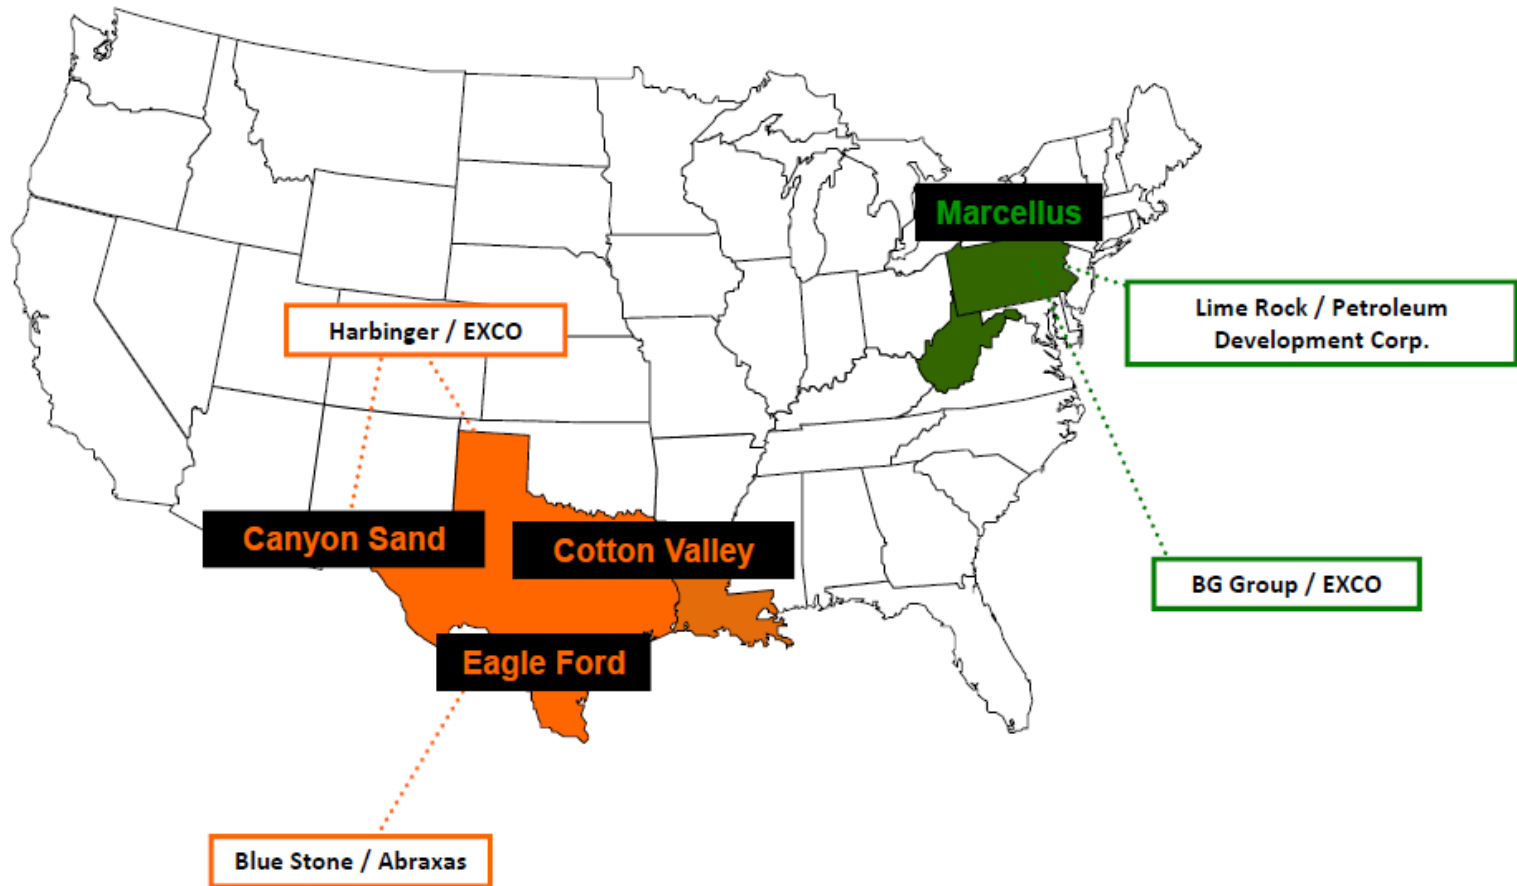 Marcellus
Lime Rock / Petroleum
Development Corp.
Harbinger / EXCO
Canyon Sand
Cotton Valley
BG Group / EXCO
Eagle Ford
Blue Stone / Abraxas